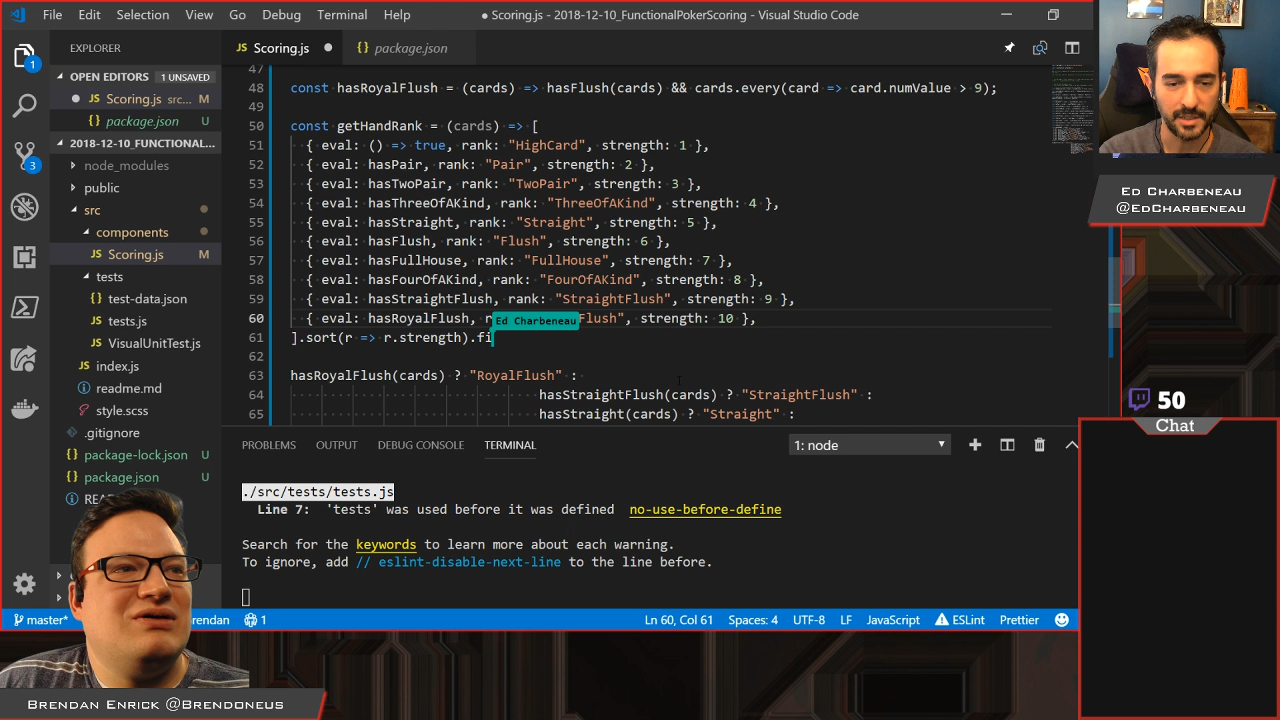 File Edit Selection View Go Debug Terminal Help
● Scoring.js - 2018-12-10_FunctionalPokerScoring - Visual Studio Code
EXPLORER
OPEN EDITORS 1 UNSAVED
● JS Scoring.js src... M
{} package.json U
2018-12-10_FUNCTIONAL...
node_modules
public
src
components
JS Scoring.js M
tests
{} test-data.json
JS tests.js
JS VisualUnitTest.js
JS index.js
readme.md
style.scss
.gitignore
{} package-lock.json U
{} package.json U
1
3
JS Scoring.js ●
{} package.json
47
48 const hasRoyalFlush = (cards) => hasFlush(cards) && cards.every(card => card.numValue > 9);
49
50 const getHandRank = (cards) => [
51 { eval: () => true, rank: "HighCard", strength: 1 },
52 { eval: hasPair, rank: "Pair", strength: 2 },
53 { eval: hasTwoPair, rank: "TwoPair", strength: 3 },
54 { eval: hasThreeOfAKind, rank: "ThreeOfAKind", strength: 4 },
55 { eval: hasStraight, rank: "Straight", strength: 5 },
56 { eval: hasFlush, rank: "Flush", strength: 6 },
57 { eval: hasFullHouse, rank: "FullHouse", strength: 7 },
58 { eval: hasFourOfAKind, rank: "FourOfAKind", strength: 8 },
59 { eval: hasStraightFlush, rank: "StraightFlush", strength: 9 },
60 { eval: hasRoyalFlush, r Flush", strength: 10 },
Ed Charbeneau
61 ].sort(r => r.strength).fi
62
63 hasRoyalFlush(cards) ? "RoyalFlush" :
64 hasStraightFlush(cards) ? "StraightFlush" :
65 hasStraight(cards) ? "Straight" :
PROBLEMS OUTPUT DEBUG CONSOLE TERMINAL
1: node
./src/tests/tests.js
Line 7: 'tests' was used before it was defined no-use-before-define
Search for the keywords to learn more about each warning.
To ignore, add // eslint-disable-next-line to the line before.
master* rendan 1
Ln 60, Col 61 Spaces: 4 UTF-8 LF JavaScript ESLint Prettier
ED CHARBENEAU
@EDCHARBENEAU
50
Chat
BRENDAN ENRICK @BRENDONEUS